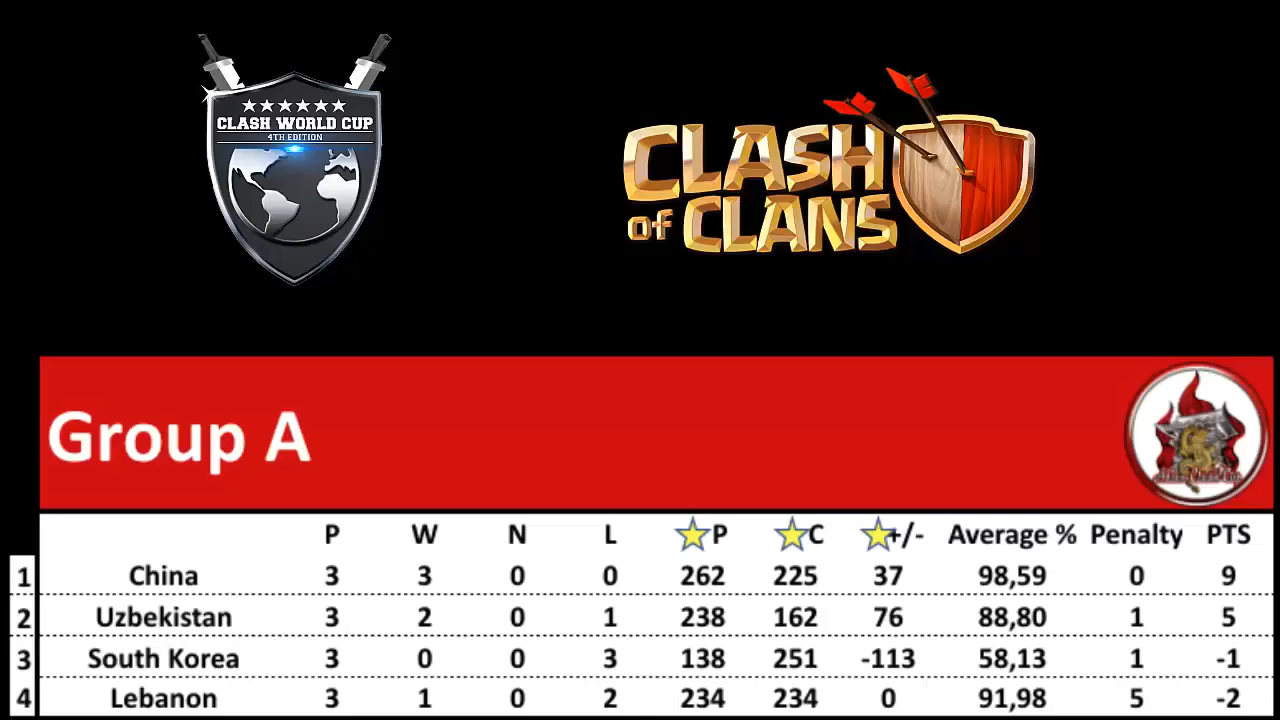 ★★★★★★
CLASH WORLD CUP
4TH EDITION
CLASH
OF CLANS
Group A
P W N L ⭐P ⭐C ⭐+/- Average % Penalty PTS
1 China 3 3 0 0 262 225 37 98,59 0 9
2 Uzbekistan 3 2 0 1 238 162 76 88,80 1 5
3 South Korea 3 0 0 3 138 251 -113 58,13 1 -1
4 Lebanon 3 1 0 2 234 234 0 91,98 5 -2